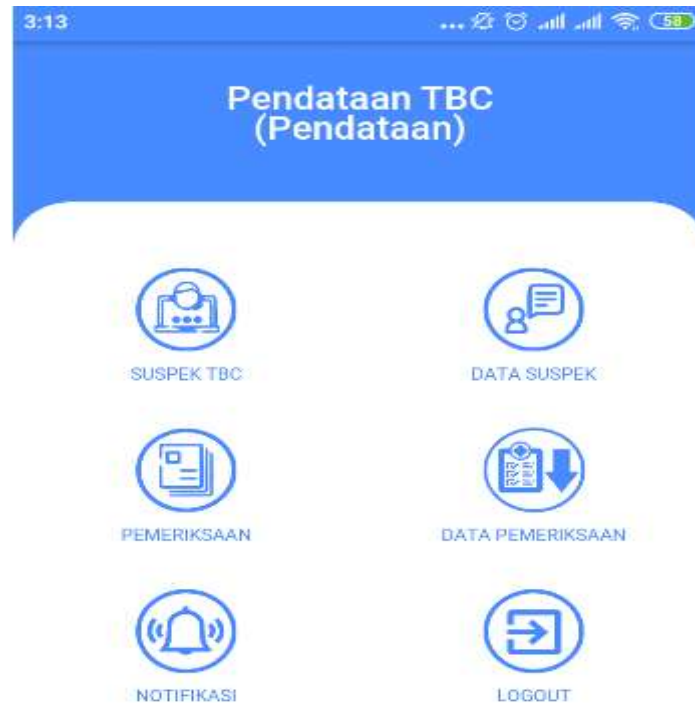 3:13
58
Pendataan TBC
(Pendataan)
SUSPEK TBC
DATA SUSPEK
PEMERIKSAAN
DATA PEMERIKSAAN
NOTIFIKASI
LOGOUT